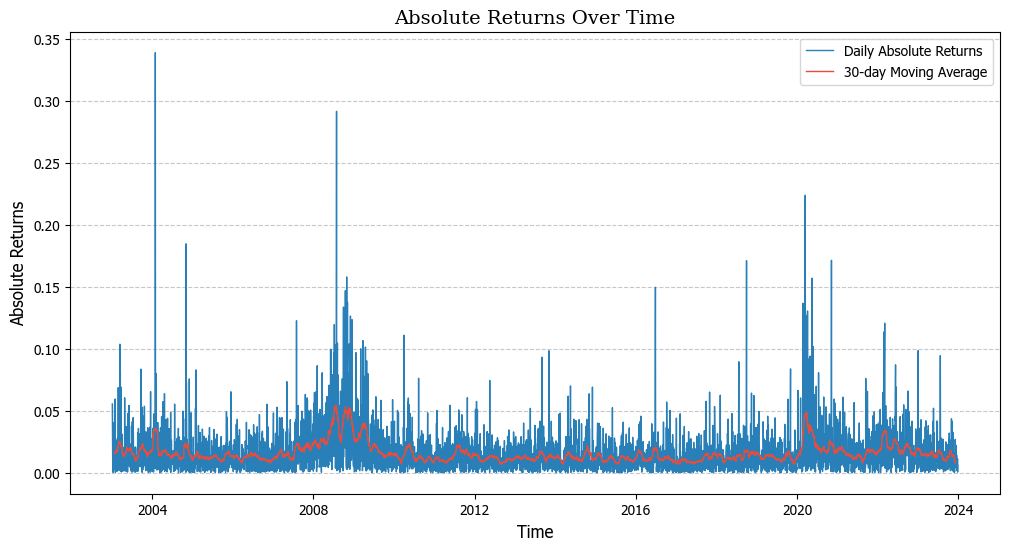 Absolute Returns Over Time
Daily Absolute Returns
30-day Moving Average
Absolute Returns
0.35
0.30
0.25
0.20
0.15
0.10
0.05
0.00
2004
2008
2012
2016
2020
2024
Time